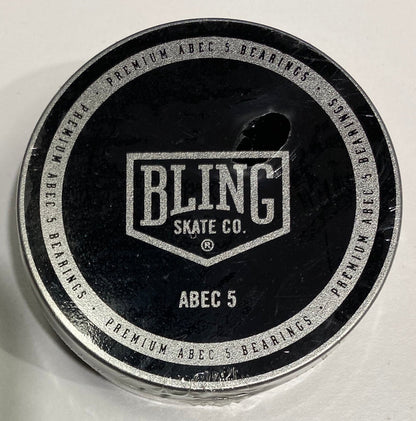 PREMIUM ABEC 5 BEARINGS · PREMIUM ABEC 5 BEARINGS · PREMIUM ABEC 5 BEARINGS · PREMIUM ABEC 5 BEARINGS ·
BLING
SKATE CO.
®
ABEC 5